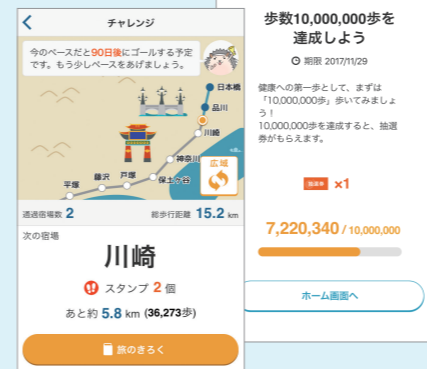 チャレンジ
今のペースだと90日後にゴールする予定
です。もう少しペースをあげましょう。
日本橋
品川
川崎
神奈川
保土ケ谷
戸塚
藤沢
平塚
広域
通過宿場数 2
総歩行距離 15.2 km
次の宿場
川崎
スタンプ 2 個
あと約 5.8 km (36,273歩)
旅のきろく
歩数10,000,000歩を
達成しよう
期限 2017/11/29
健康への第一歩として、まずは
「10,000,000歩」歩いてみましょ
う！
10,000,000歩を達成すると、抽選
券がもらえます。
×1
7,220,340 / 10,000,000
ホーム画面へ